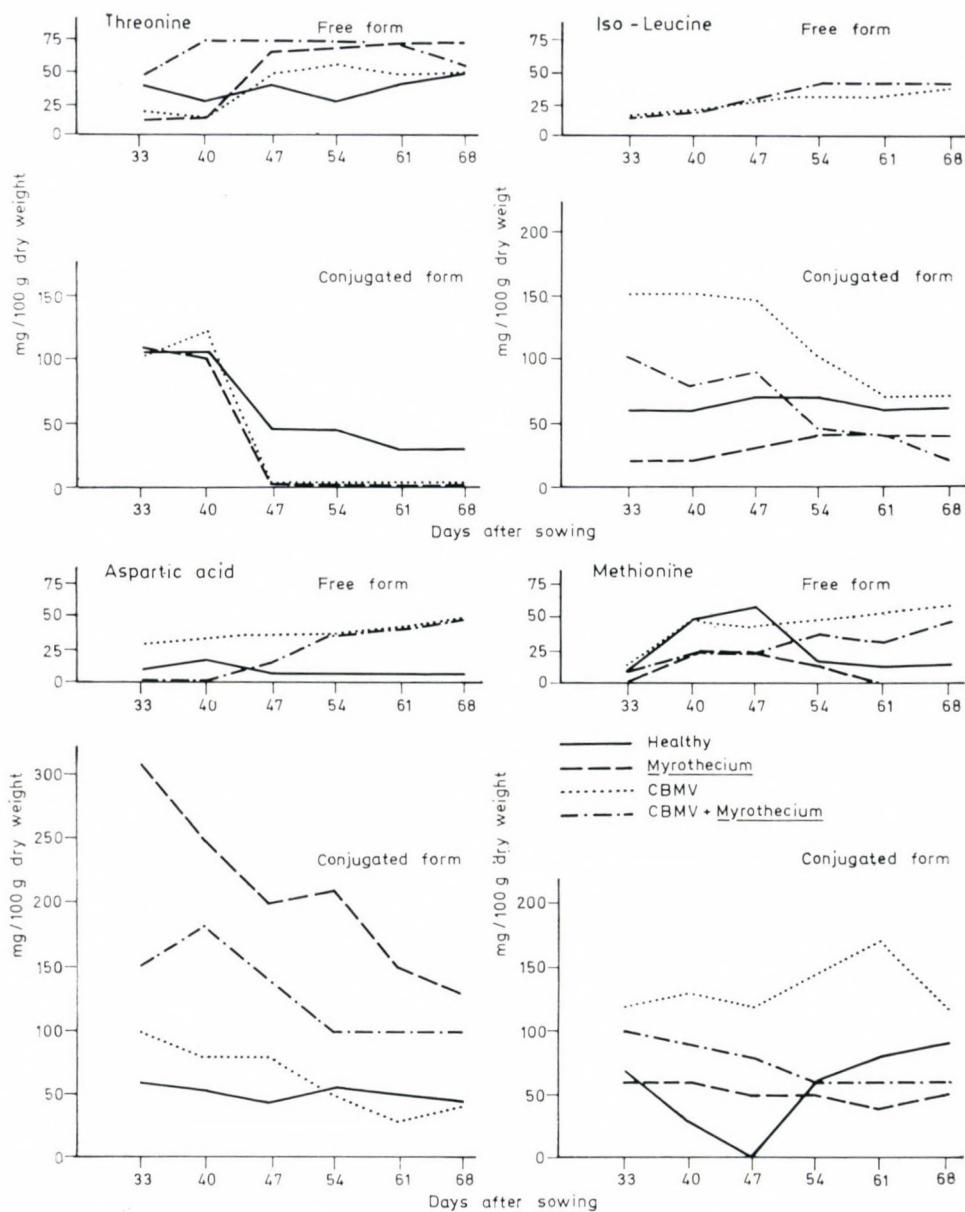 Threonine
Free form
75
50
25
0
33 40 47 54 61 68
Conjugated form
150
100
50
0
33 40 47 54 61 68
mg/100 g dry weight
Iso-Leucine
Free form
75
50
25
0
33 40 47 54 61 68
Conjugated form
200
150
100
50
0
33 40 47 54 61 68
mg/100 g dry weigt
Days after sowing
Aspartic acid
Free form
75
50
25
0
33 40 47 54 61 68
Conjugated form
300
250
200
150
100
50
0
33 40 47 54 61 68
mg/100 g dry weight
Methionine
Free form
75
50
25
0
33 40 47 54 61 68
Healthy
Myrothecium
CBMV
CBMV + Myrothecium
Conjugated form
200
150
100
50
0
33 40 47 54 61 68
mg/100 g dry weight
Days after sowing